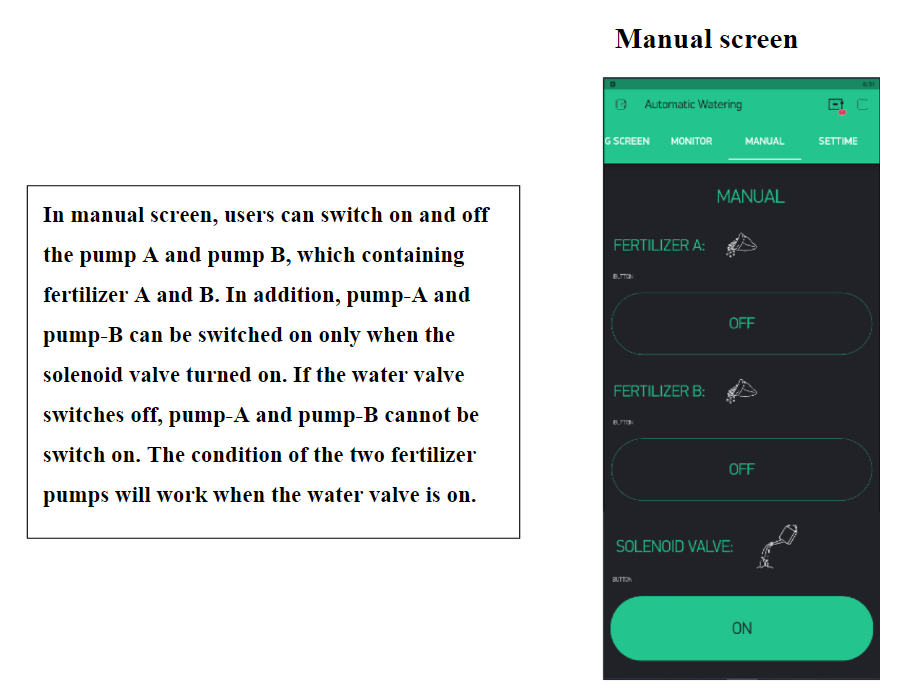 Manual screen
In manual screen, users can switch on and off
the pump A and pump B, which containing
fertilizer A and B. In addition, pump-A and
pump-B can be switched on only when the
solenoid valve turned on. If the water valve
switches off, pump-A and pump-B cannot be
switch on. The condition of the two fertilizer
pumps will work when the water valve is on.
Automatic Watering
G SCREEN MONITOR MANUAL SETTIME
MANUAL
FERTILIZER A:
BUTTON
OFF
FERTILIZER B:
BUTTON
OFF
SOLENOID VALVE:
BUTTON
ON